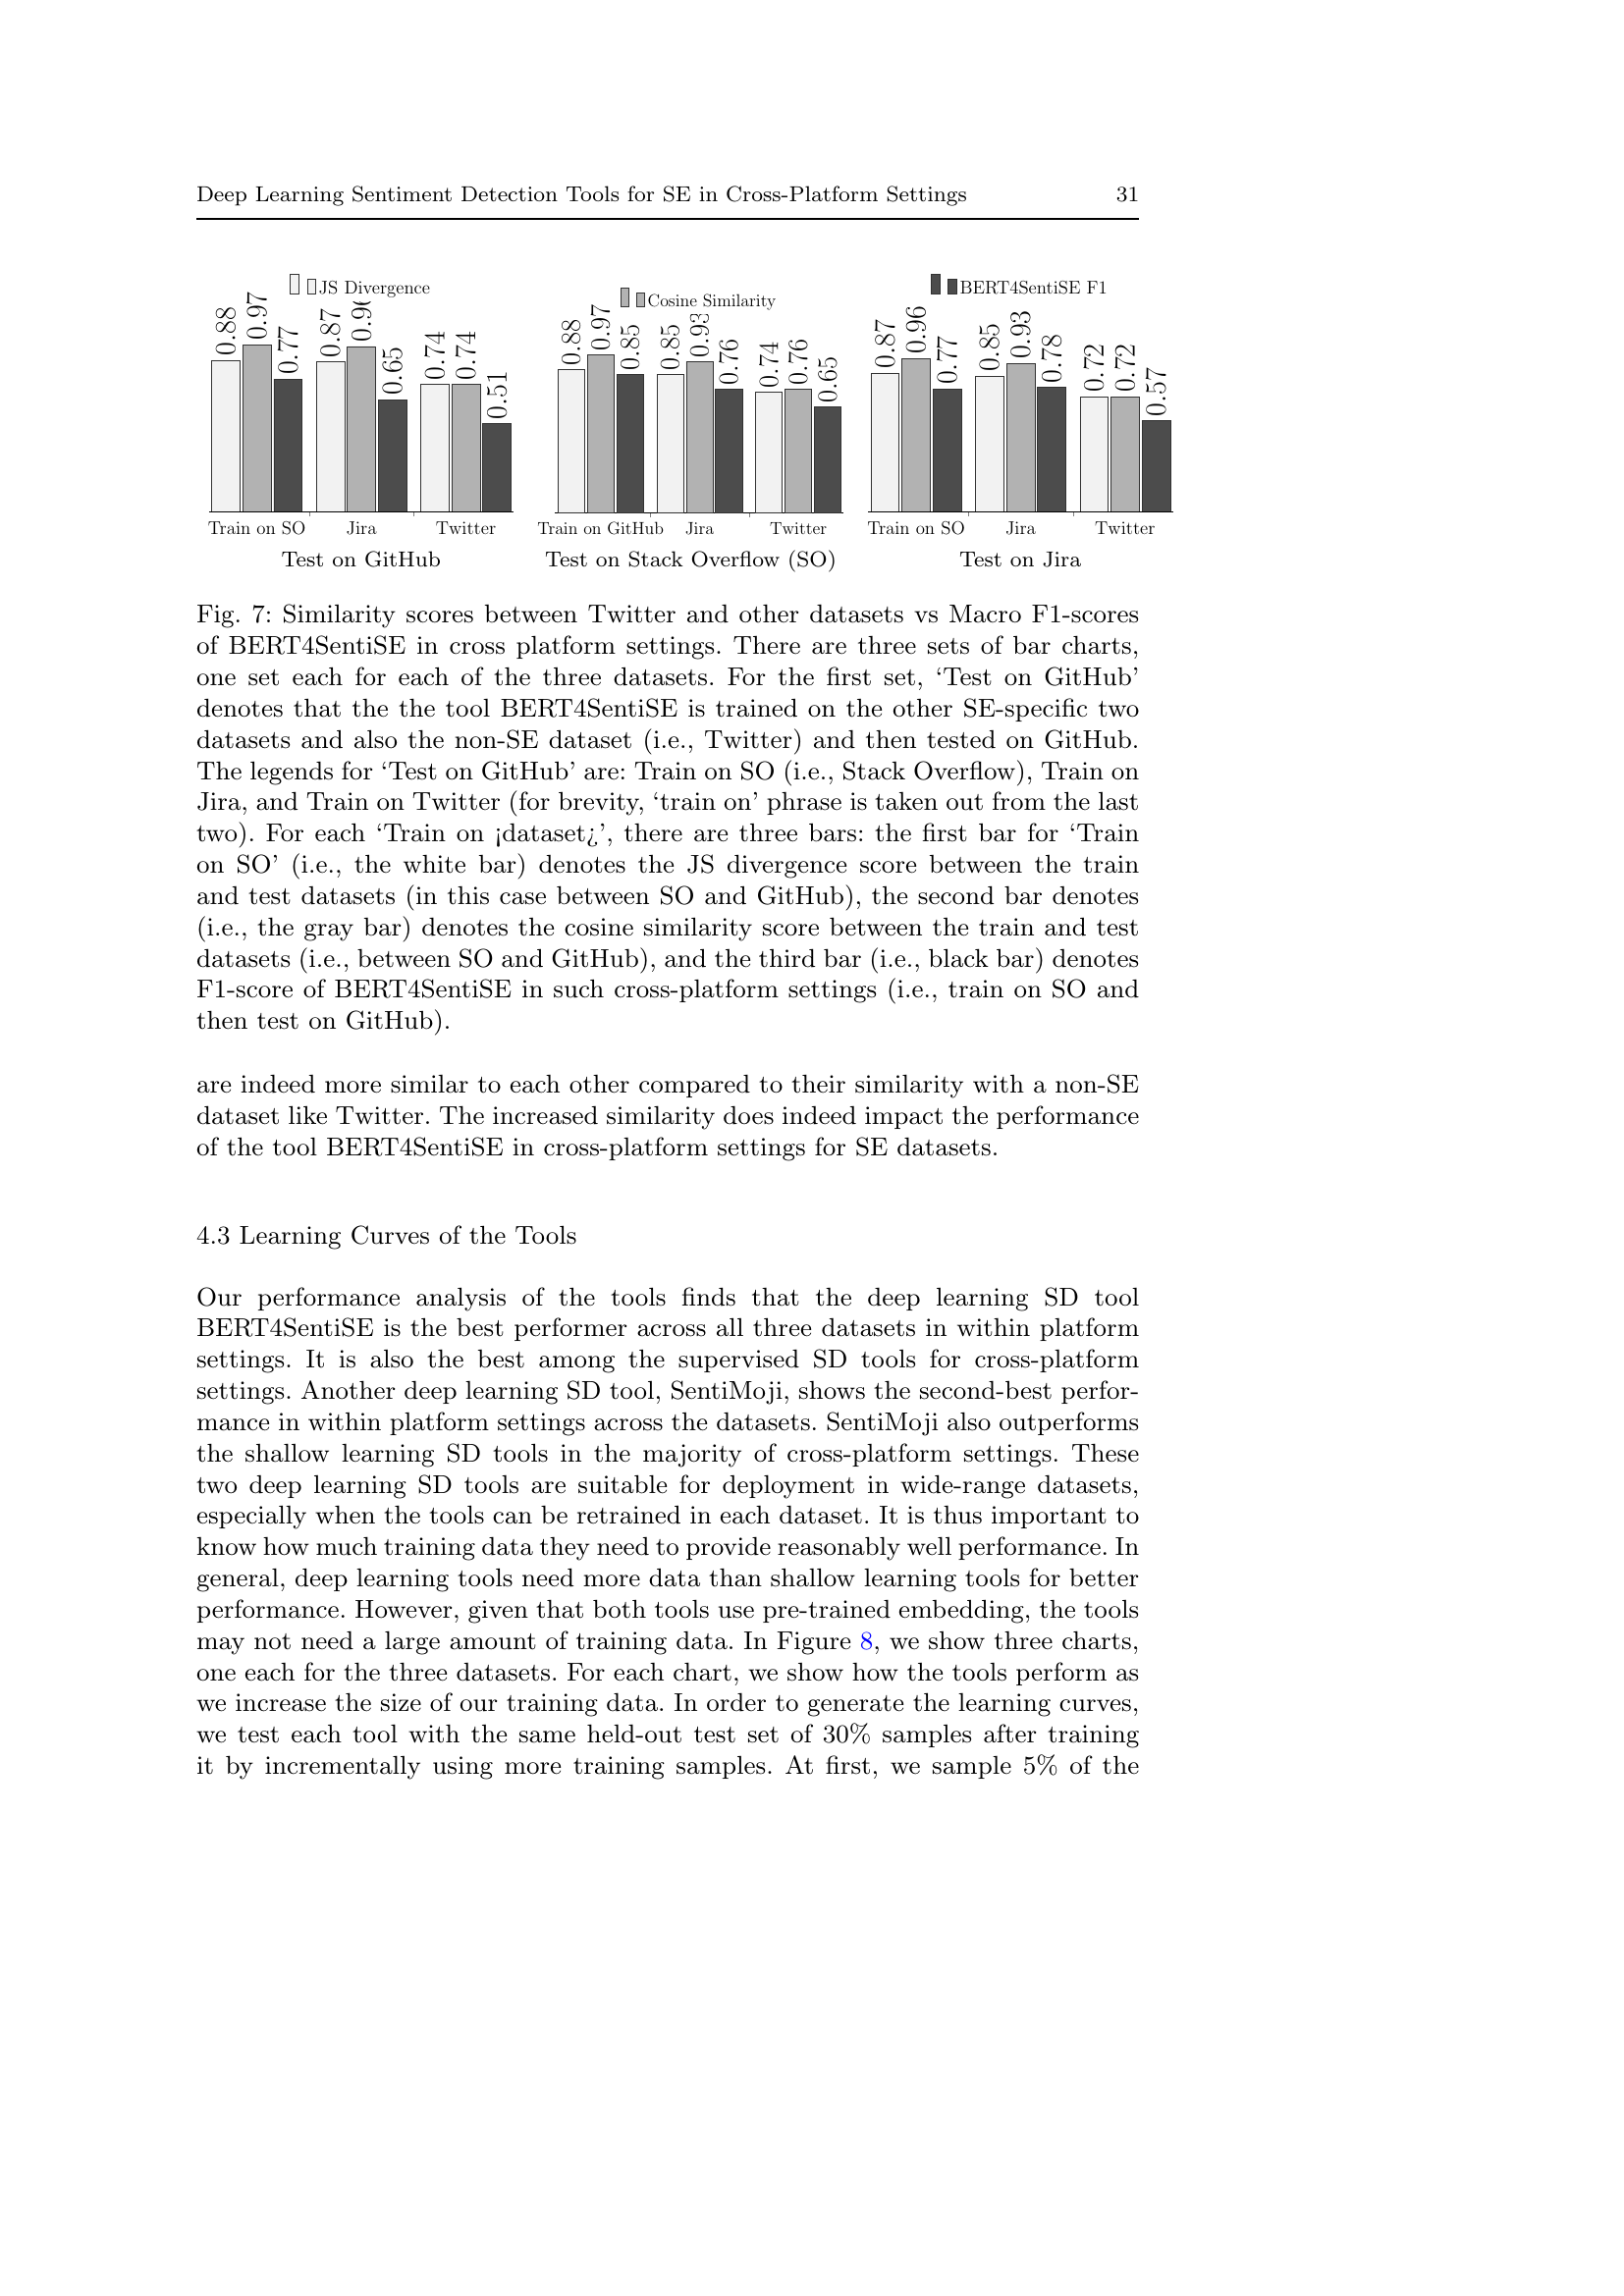 Deep Learning Sentiment Detection Tools for SE in Cross-Platform Settings 31
JS Divergence
0.88 0.97 0.77 0.87 0.65 0.74 0.74 0.51
Train on SO Jira Twitter
Test on GitHub
Cosine Similarity
0.88 0.97 0.85 0.85 0.93 0.76 0.74 0.76 0.65
Train on GitHub Jira Twitter
Test on Stack Overflow (SO)
BERT4SentiSE F1
0.87 0.96 0.77 0.85 0.93 0.78 0.72 0.72 0.57
Train on SO Jira Twitter
Test on Jira
Fig. 7: Similarity scores between Twitter and other datasets vs Macro F1-scores
of BERT4SentiSE in cross platform settings. There are three sets of bar charts,
one set each for each of the three datasets. For the first set, ‘Test on GitHub’
denotes that the the tool BERT4SentiSE is trained on the other SE-specific two
datasets and also the non-SE dataset (i.e., Twitter) and then tested on GitHub.
The legends for ‘Test on GitHub’ are: Train on SO (i.e., Stack Overflow), Train on
Jira, and Train on Twitter (for brevity, ‘train on’ phrase is taken out from the last
two). For each ‘Train on ¡dataset¿’, there are three bars: the first bar for ‘Train
on SO’ (i.e., the white bar) denotes the JS divergence score between the train
and test datasets (in this case between SO and GitHub), the second bar denotes
(i.e., the gray bar) denotes the cosine similarity score between the train and test
datasets (i.e., between SO and GitHub), and the third bar (i.e., black bar) denotes
F1-score of BERT4SentiSE in such cross-platform settings (i.e., train on SO and
then test on GitHub).
are indeed more similar to each other compared to their similarity with a non-SE
dataset like Twitter. The increased similarity does indeed impact the performance
of the tool BERT4SentiSE in cross-platform settings for SE datasets.
4.3 Learning Curves of the Tools
Our performance analysis of the tools finds that the deep learning SD tool
BERT4SentiSE is the best performer across all three datasets in within platform
settings. It is also the best among the supervised SD tools for cross-platform
settings. Another deep learning SD tool, SentiMoji, shows the second-best perfor-
mance in within platform settings across the datasets. SentiMoji also outperforms
the shallow learning SD tools in the majority of cross-platform settings. These
two deep learning SD tools are suitable for deployment in wide-range datasets,
especially when the tools can be retrained in each dataset. It is thus important to
know how much training data they need to provide reasonably well performance. In
general, deep learning tools need more data than shallow learning tools for better
performance. However, given that both tools use pre-trained embedding, the tools
may not need a large amount of training data. In Figure 8, we show three charts,
one each for the three datasets. For each chart, we show how the tools perform as
we increase the size of our training data. In order to generate the learning curves,
we test each tool with the same held-out test set of 30% samples after training
it by incrementally using more training samples. At first, we sample 5% of the